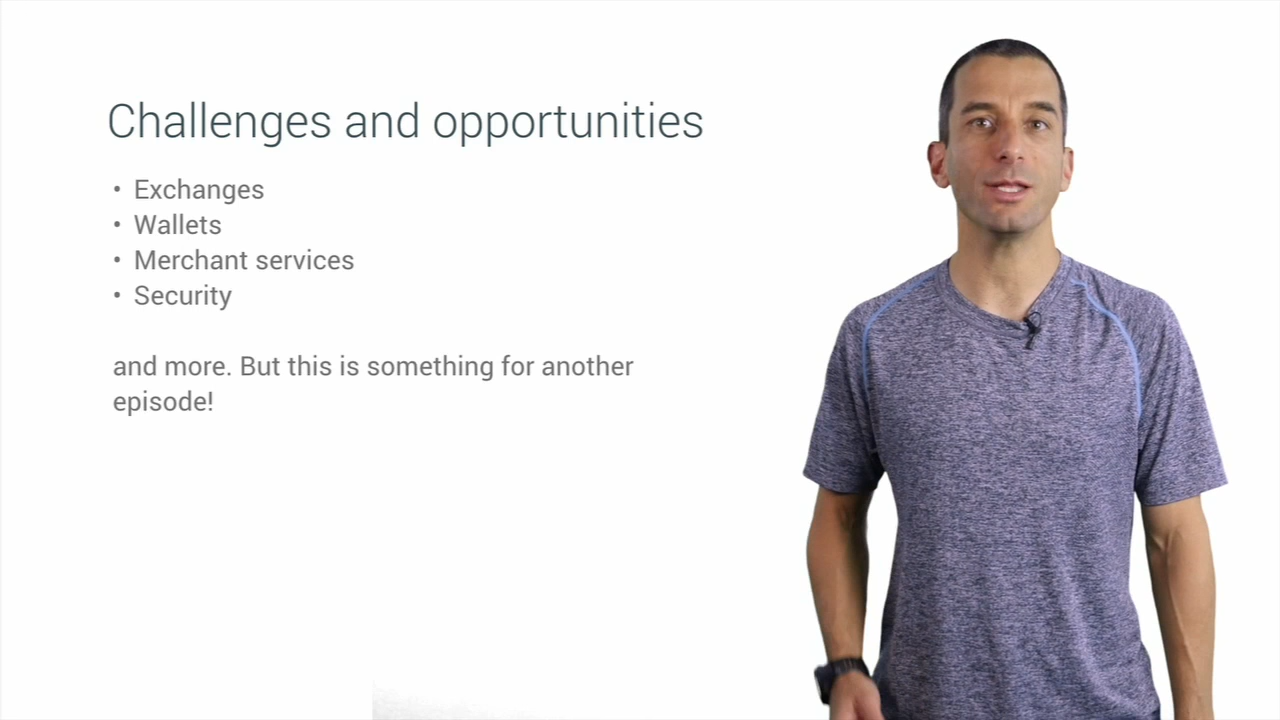 Challenges and opportunities
• Exchanges
• Wallets
• Merchant services
• Security
and more. But this is something for another
episode!